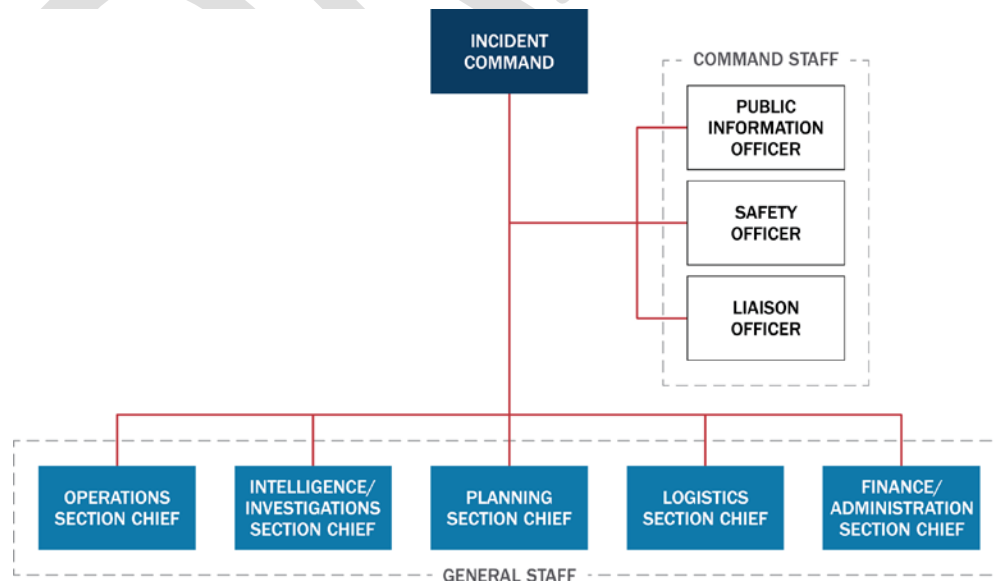 INCIDENT
COMMAND
COMMAND STAFF
PUBLIC
INFORMATION
OFFICER
SAFETY
OFFICER
LIAISON
OFFICER
OPERATIONS
SECTION CHIEF
INTELLIGENCE/
INVESTIGATIONS
SECTION CHIEF
PLANNING
SECTION CHIEF
LOGISTICS
SECTION CHIEF
FINANCE/
ADMINISTRATION
SECTION CHIEF
GENERAL STAFF